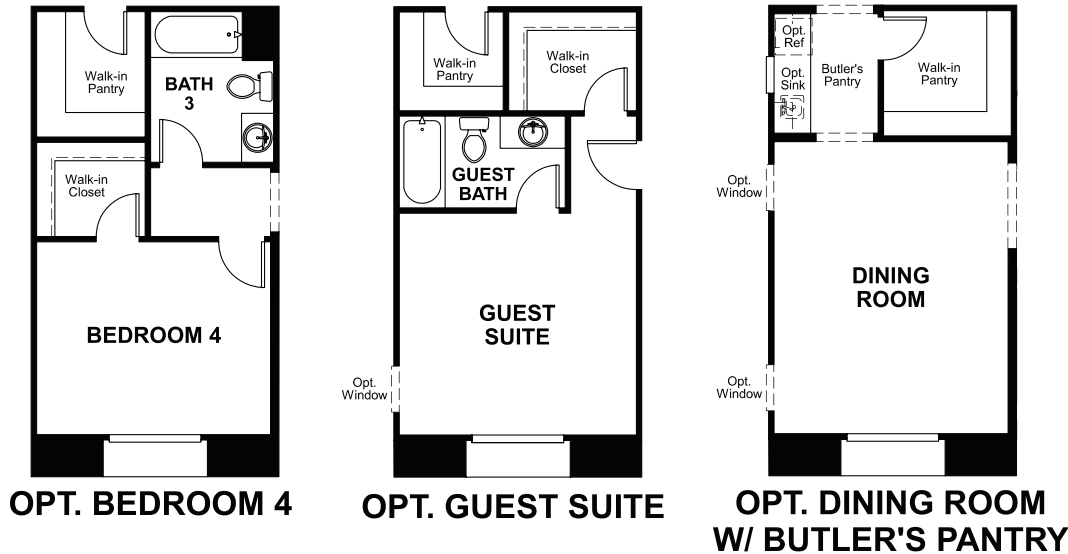 Walk-in
Pantry
BATH
3
Walk-in
Closet
BEDROOM 4
OPT. BEDROOM 4
Walk-in
Pantry
Walk-in
Closet
GUEST
BATH
GUEST
SUITE
Opt.
Window
OPT. GUEST SUITE
Opt.
Ref
Opt.
Sink
Butler's
Pantry
Walk-in
Pantry
Opt.
Window
DINING
ROOM
Opt.
Window
OPT. DINING ROOM
W/ BUTLER'S PANTRY